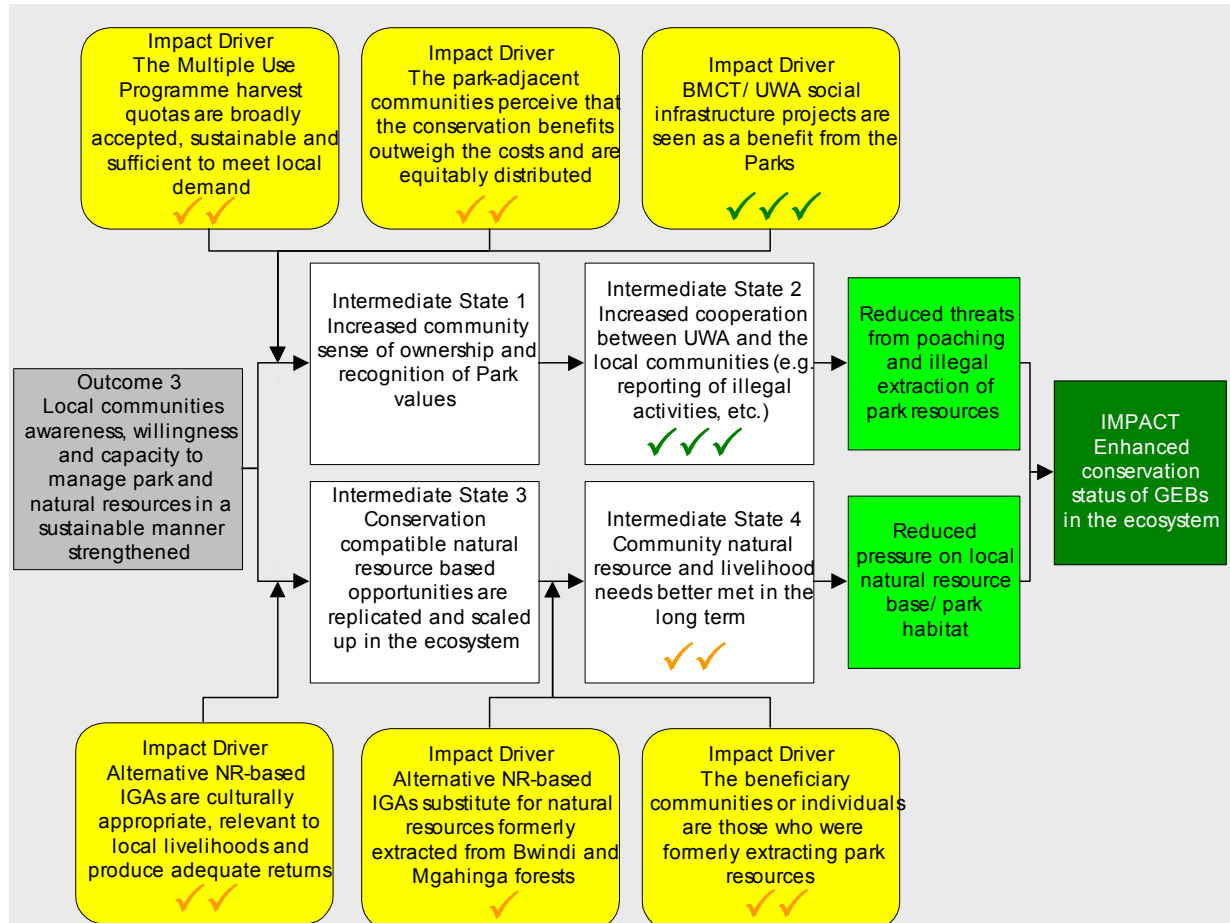 Impact Driver
The Multiple Use
Programme harvest
quotas are broadly
accepted, sustainable and
sufficient to meet local
demand
Impact Driver
The park-adjacent
communities perceive that
the conservation benefits
outweigh the costs and are
equitably distributed
Impact Driver
BMCT/ UWA social
infrastructure projects are
seen as a benefit from the
Parks
Outcome 3
Local communities
awareness, willingness
and capacity to
manage park and
natural resources in a
sustainable manner
strengthened
Intermediate State 1
Increased community
sense of ownership and
recognition of Park
values
Intermediate State 2
Increased cooperation
between UWA and the
local communities (e.g.
reporting of illegal
activities, etc.)
Reduced threats
from poaching
and illegal
extraction of
park resources
IMPACT
Enhanced
conservation
status of GEBs
in the ecosystem
Intermediate State 3
Conservation
compatible natural
resource based
opportunities are
replicated and scaled
up in the ecosystem
Intermediate State 4
Community natural
resource and livelihood
needs better met in the
long term
Reduced
pressure on local
natural resource
base/ park
habitat
Impact Driver
Alternative NR-based
IGAs are culturally
appropriate, relevant to
local livelihoods and
produce adequate returns
Impact Driver
Alternative NR-based
IGAs substitute for natural
resources formerly
extracted from Bwindi and
Mgahinga forests
Impact Driver
The beneficiary
communities or individuals
are those who were
formerly extracting park
resources